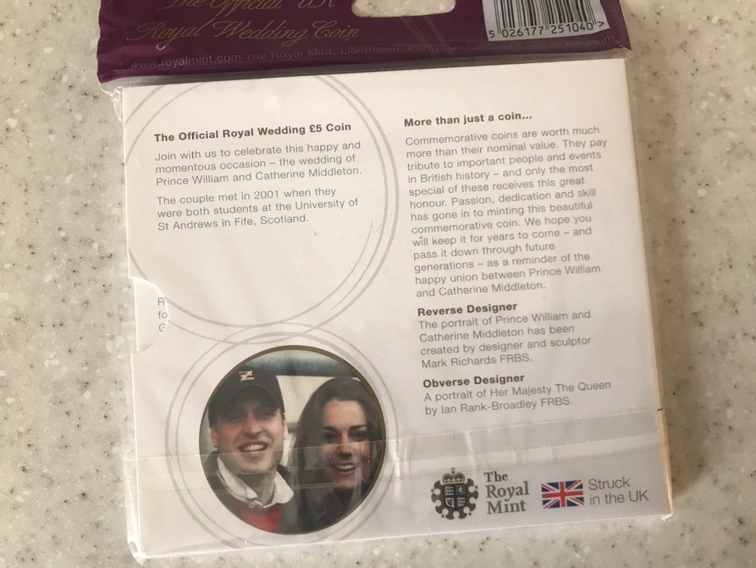 The Official UK
Royal Wedding Coin
5 026177 251040 >
www.royalmint.com The Royal Mint, Llantrisant, Kingdom
The Official Royal Wedding £5 Coin
Join with us to celebrate this happy and
momentous occasion – the wedding of
Prince William and Catherine Middleton.
The couple met in 2001 when they
were both students at the University of
St Andrews in Fife, Scotland.
R
fo
G
More than just a coin...
Commemorative coins are worth much
more than their nominal value. They pay
tribute to important people and events
in British history – and only the most
special of these receives this great
honour. Passion, dedication and skill
has gone in to minting this beautiful
commemorative coin. We hope you
will keep it for years to come – and
pass it down through future
generations – as a reminder of the
happy union between Prince William
and Catherine Middleton.
Reverse Designer
The portrait of Prince William and
Catherine Middleton has been
created by designer and sculptor
Mark Richards FRBS.
Obverse Designer
A portrait of Her Majesty The Queen
by Ian Rank-Broadley FRBS.
The
Royal
Mint
Struck
in the UK